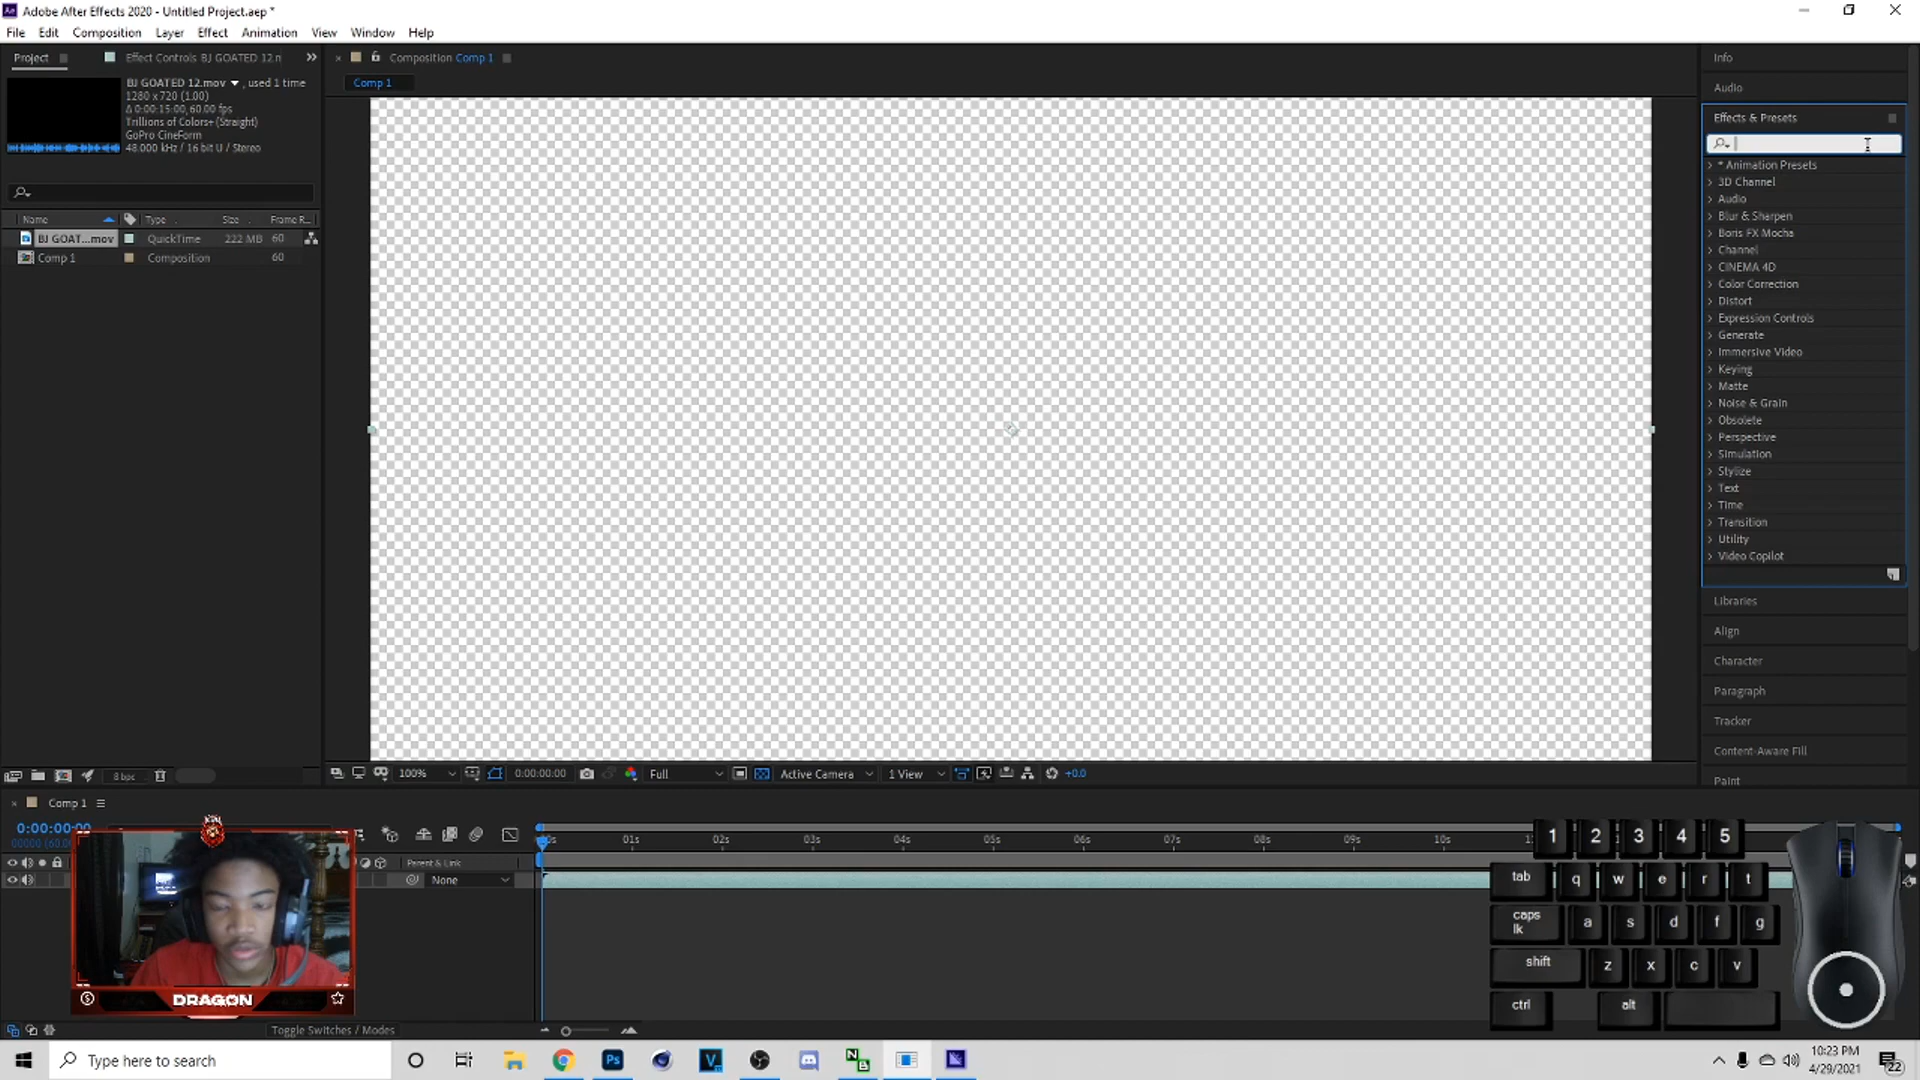 Adobe After Effects 2020 - Untitled Project.aep *
File Edit Composition Layer Effect Animation View Window Help
Project
Effect Controls BJ GOATED 12.n
BJ GOATED 12.mov , used 1 time
1280 x 720 (1.00)
Δ 0:00:15:00, 60.00 fps
Trillions of Colors+ (Straight)
GoPro CineForm
48.000 kHz / 16 bit U / Stereo
Name Type Size Frame R...
BJ GOAT...mov QuickTime 222 MB 60
Comp 1 Composition 60
8 bpc
Composition Comp 1
Comp 1
100% 0:00:00:00 Full Active Camera 1 View +0.0
Info
Audio
Effects & Presets
* Animation Presets
3D Channel
Audio
Blur & Sharpen
Boris FX Mocha
Channel
CINEMA 4D
Color Correction
Distort
Expression Controls
Generate
Immersive Video
Keying
Matte
Noise & Grain
Obsolete
Perspective
Simulation
Stylize
Text
Time
Transition
Utility
Video Copilot
Libraries
Align
Character
Paragraph
Tracker
Content-Aware Fill
Paint
Comp 1
0:00:00:00
01s 02s 03s 04s 05s 06s 07s 08s 09s 10s
Parent & Link
None
DRAGON
Toggle Switches / Modes
1 2 3 4 5
tab q w e r t
caps lk a s d f g
shift z x c v
ctrl alt
Type here to search
Ps
V
N
10:23 PM
4/29/2021
22